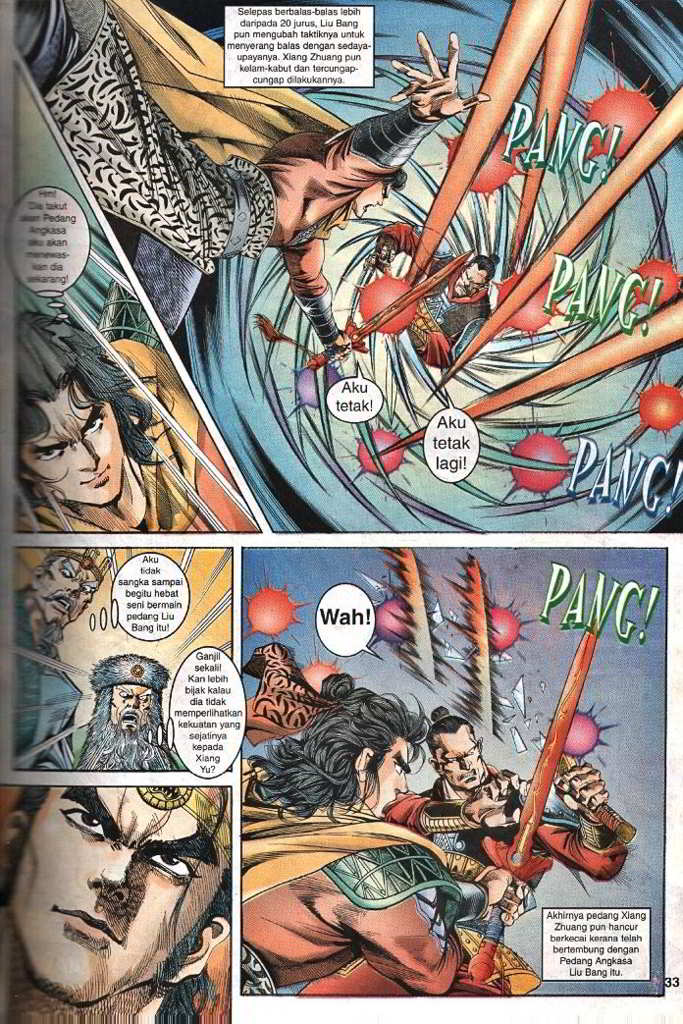 Selepas berbalas-balas lebih
daripada 20 jurus, Liu Bang
pun mengubah taktiknya untuk
menyerang balas dengan sedaya-
upayanya. Xiang Zhuang pun
kelam-kabut dan tercungap-
cungap dilakukannya.
PANG!
Hm!
Dia takut
akan Pedang
Angkasa
aku akan
menewas-
kan dia
sekarang!
PANG!
Aku
tetak!
Aku
tetak
lagi!
PANG!
Aku
tidak
sangka sampai
begitu hebat
seni bermain
pedang Liu
Bang itu!
Ganjil
sekali!
Kan lebih
bijak kalau
dia tidak
memperlihatkan
kekuatan yang
sejatinya
kepada
Xiang
Yu?
Wah!
PANG!
Akhirnya pedang Xiang
Zhuang pun hancur
berkecai kerana telah
bertembung dengan
Pedang Angkasa
Liu Bang itu.
33